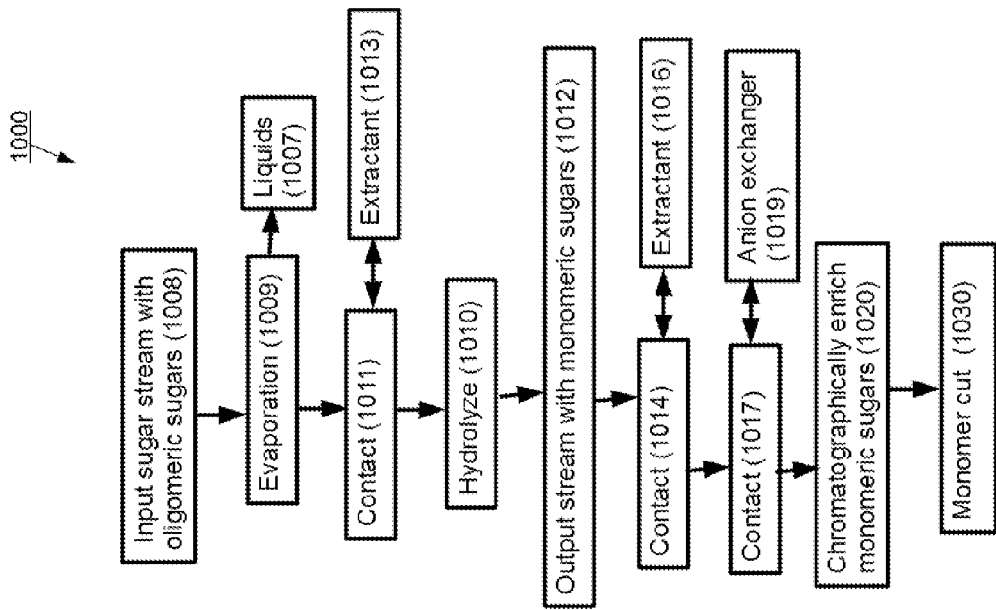 1000
Input sugar stream with
oligomeric sugars (1008)
Evaporation (1009)
Liquids
(1007)
Contact (1011)
Extractant (1013)
Hydrolyze (1010)
Output stream with monomeric sugars (1012)
Contact (1014)
Extractant (1016)
Contact (1017)
Anion exchanger
(1019)
Chromatographically enrich
monomeric sugars (1020)
Monomer cut (1030)